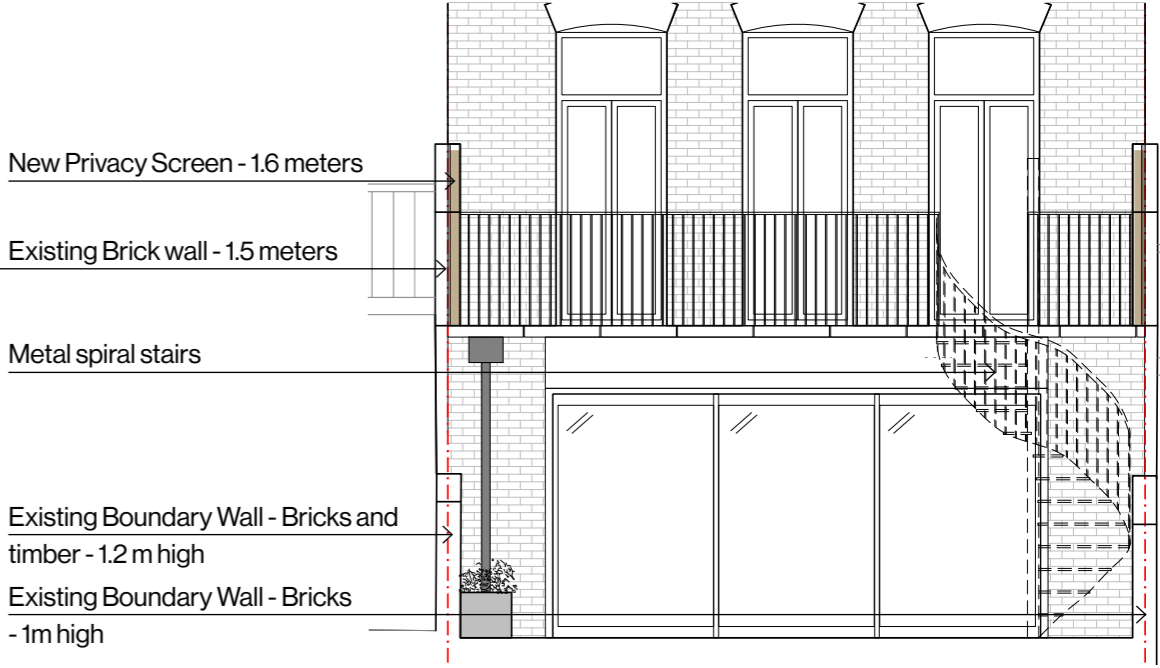 New Privacy Screen - 1.6 meters
Existing Brick wall - 1.5 meters
Metal spiral stairs
Existing Boundary Wall - Bricks and
timber - 1.2 m high
Existing Boundary Wall - Bricks
- 1m high